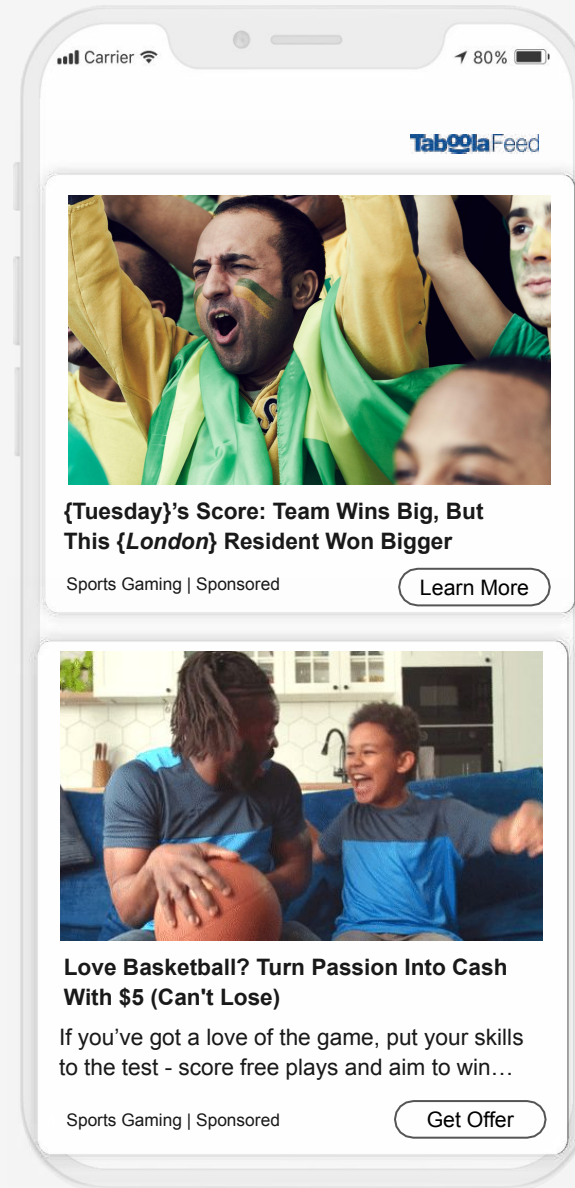 Carrier 80%
Taboola Feed
{Tuesday}’s Score: Team Wins Big, But
This {London} Resident Won Bigger
Sports Gaming | Sponsored Learn More
Love Basketball? Turn Passion Into Cash
With $5 (Can't Lose)
If you’ve got a love of the game, put your skills
to the test - score free plays and aim to win…
Sports Gaming | Sponsored Get Offer